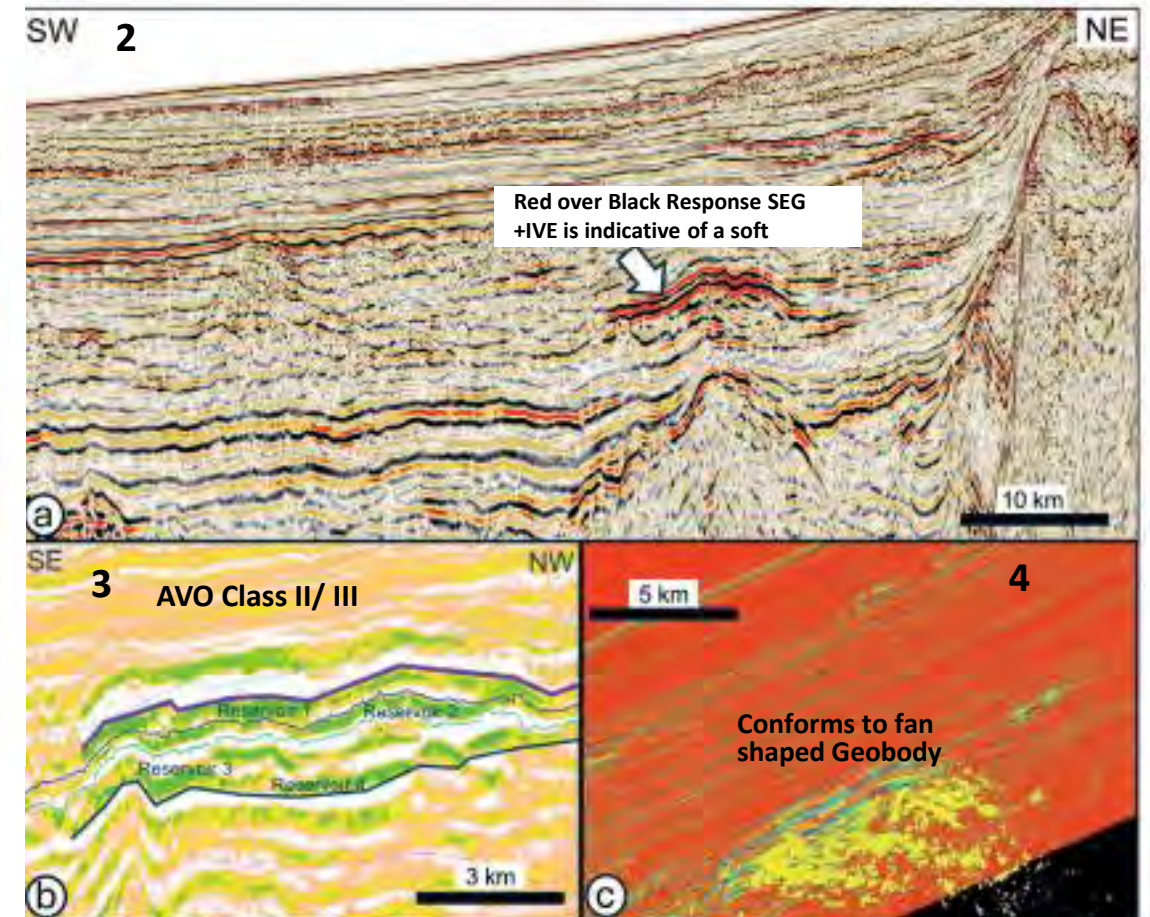 SW 2 NE
Red over Black Response SEG
+IVE is indicative of a soft
10 km
a
SE 3 AVO Class II/ III NW
Reservoir 1 Reservoir 2
Reservoir 3
Reservoir 4
3 km
b
5 km 4
Conforms to fan
shaped Geobody
c